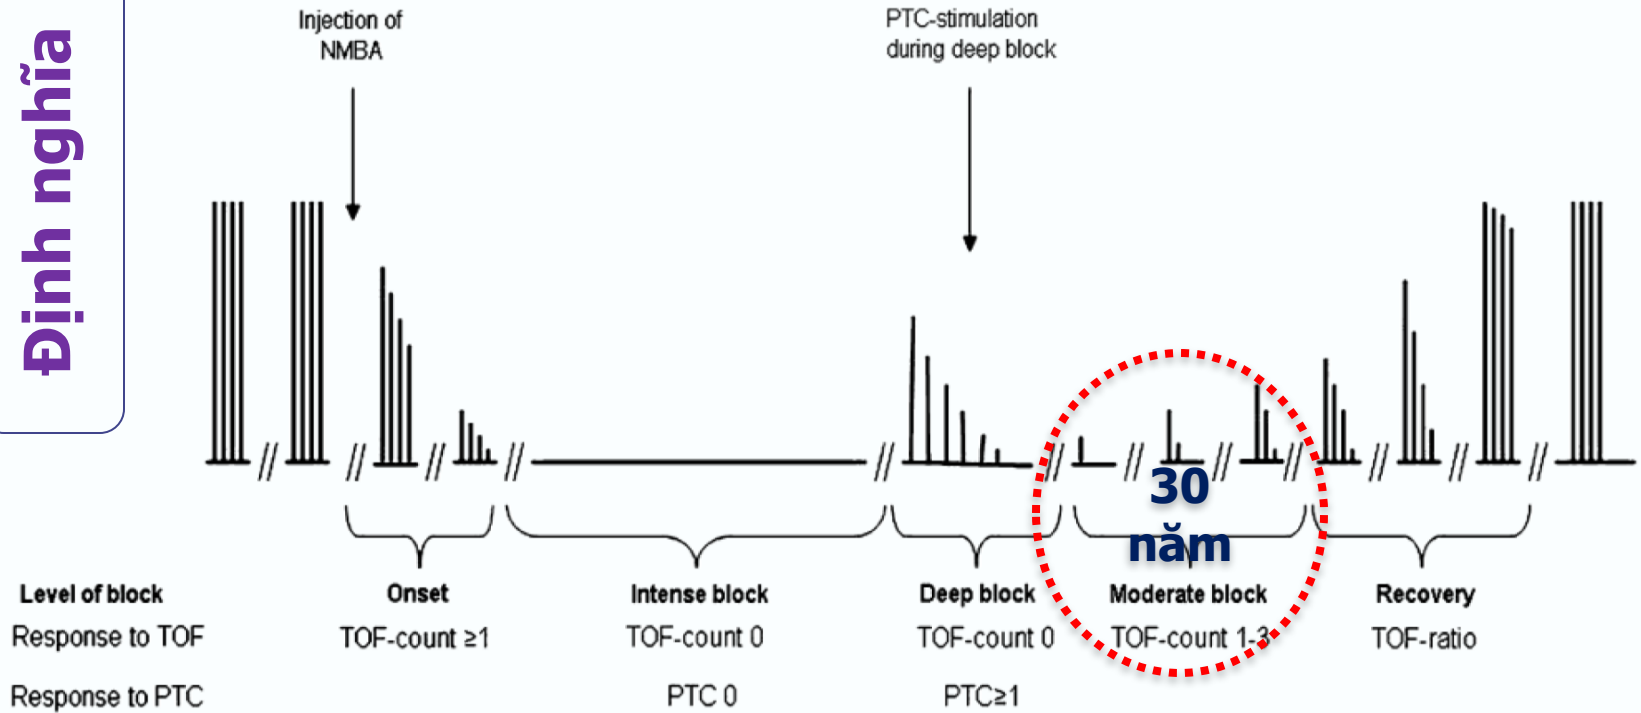 Định nghĩa
Injection of
NMBA
PTC-stimulation
during deep block
30
năm
Level of block
Onset
Intense block
Deep block
Moderate block
Recovery
Response to TOF
TOF-count ≥1
TOF-count 0
TOF-count 0
TOF-count 1-3
TOF-ratio
Response to PTC
PTC 0
PTC≥1